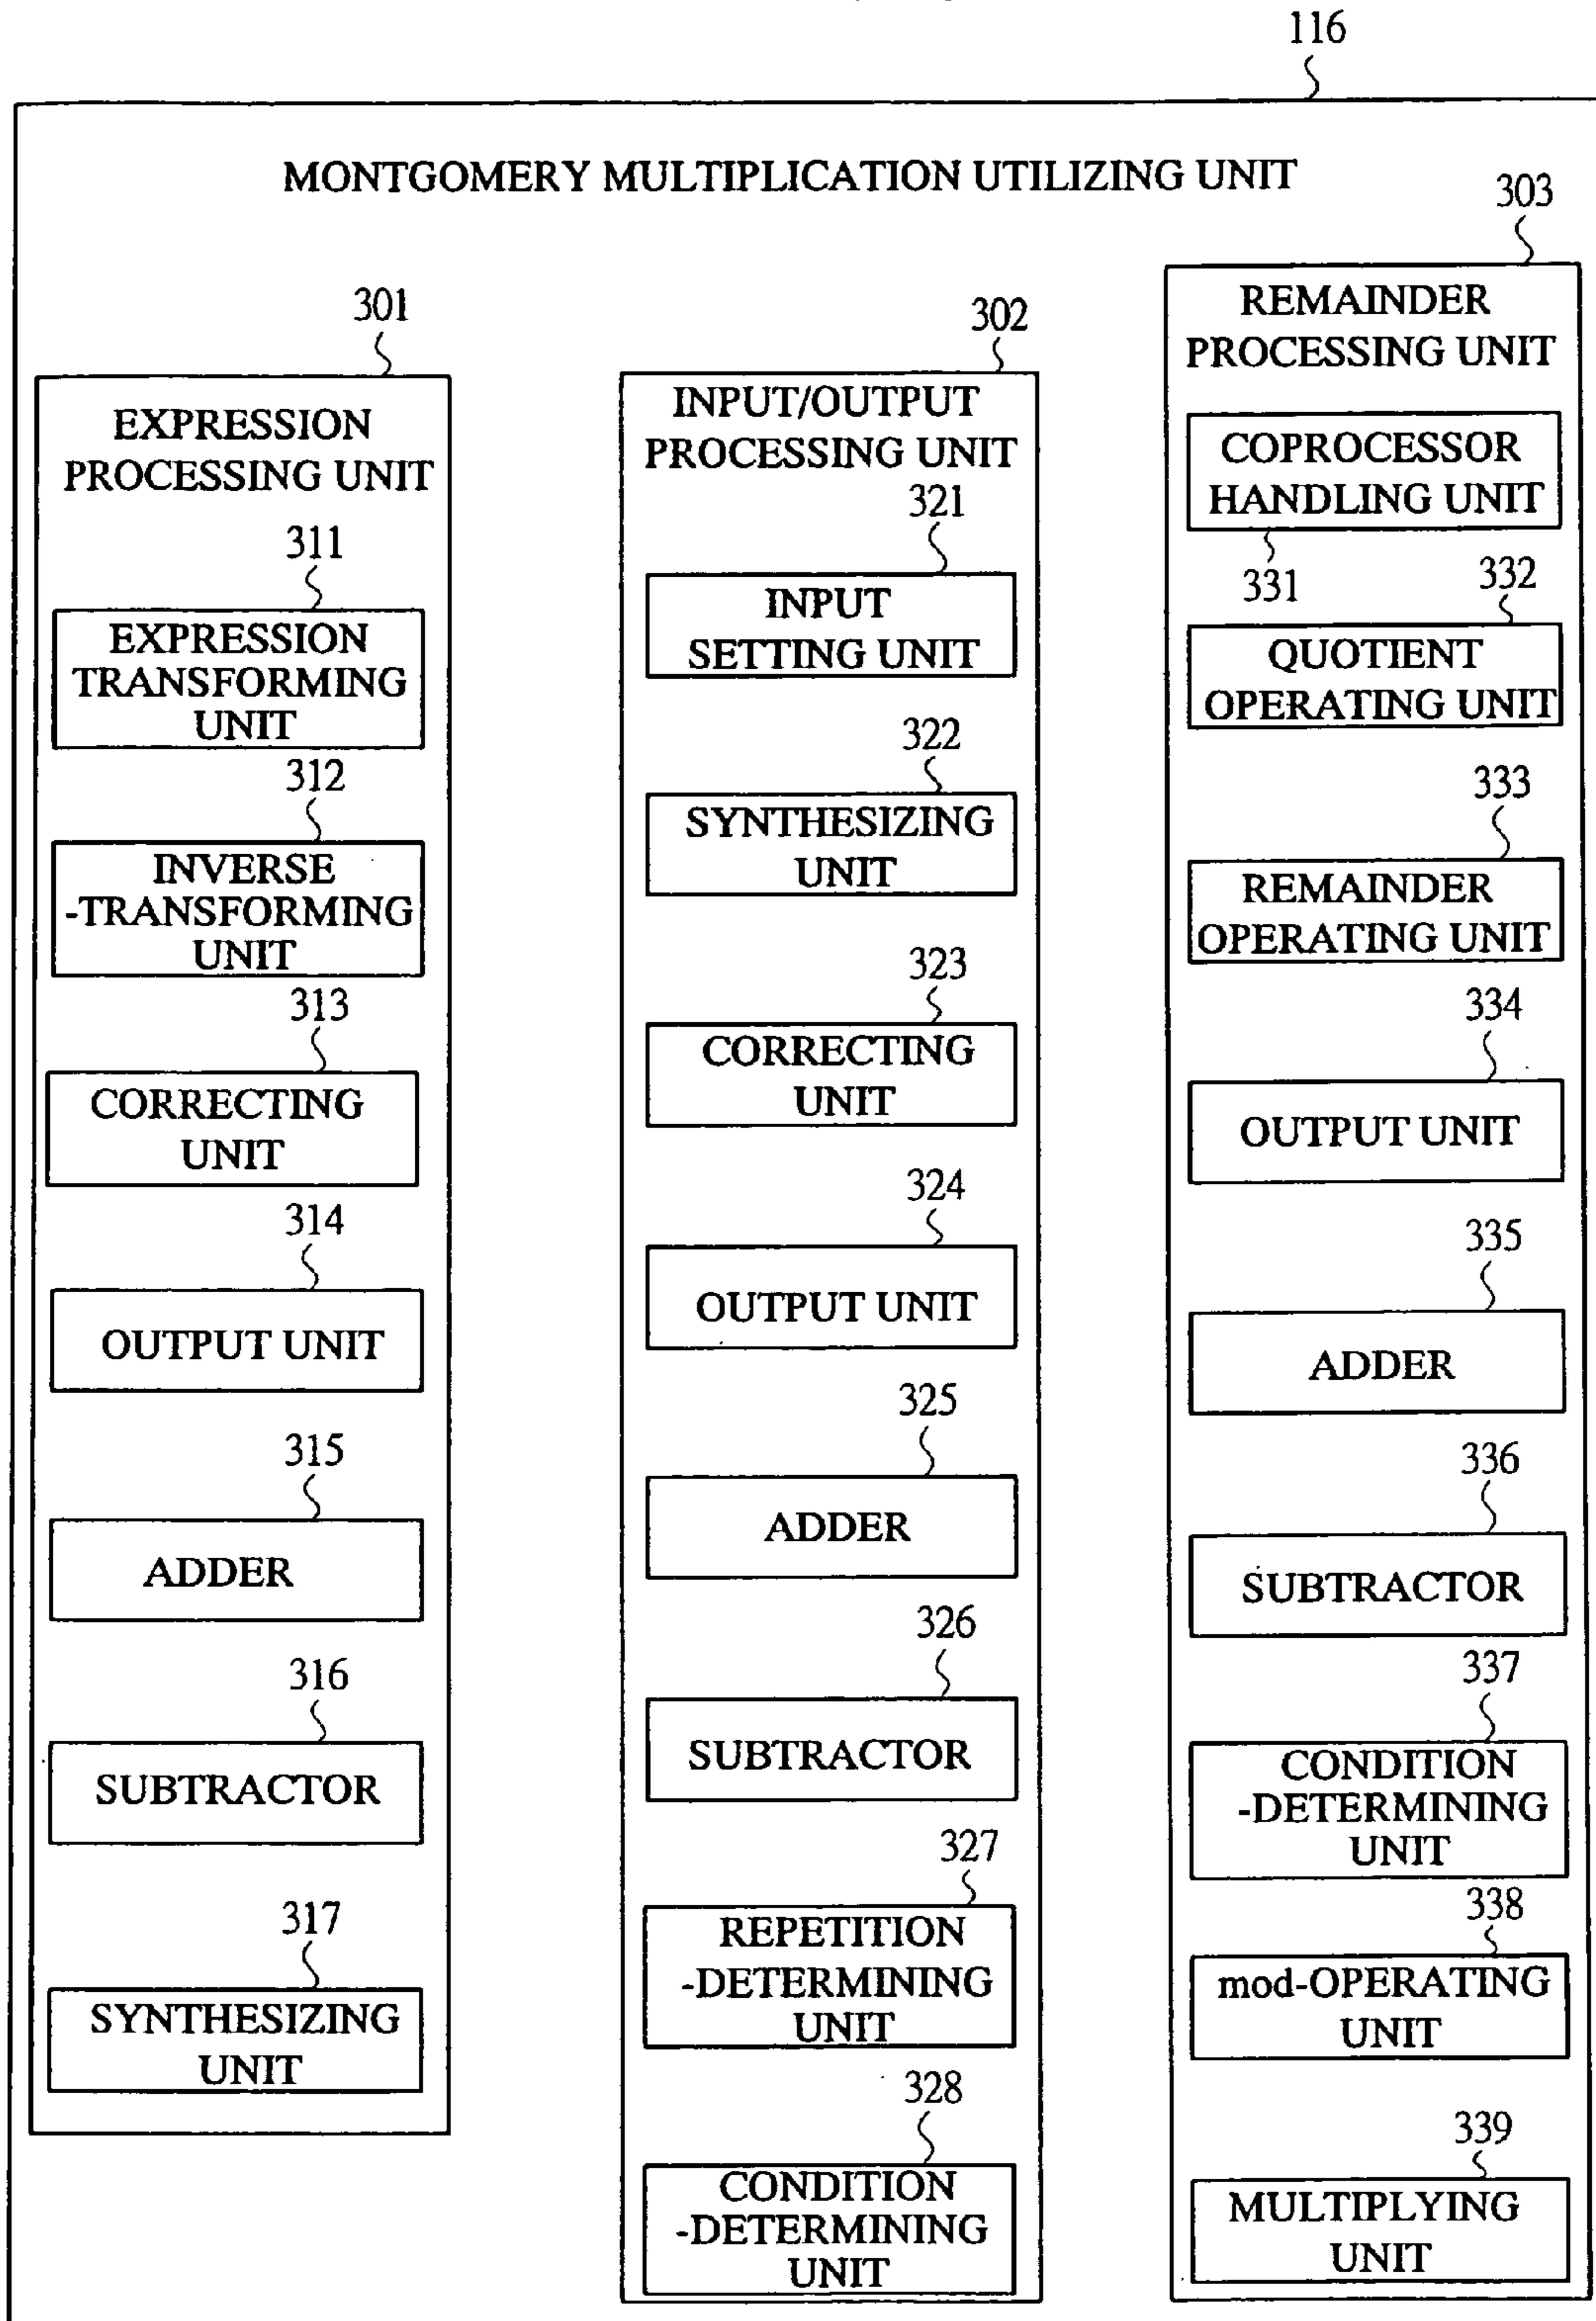 116
MONTGOMERY MULTIPLICATION UTILIZING UNIT
301
EXPRESSION
PROCESSING UNIT
311
EXPRESSION
TRANSFORMING
UNIT
312
INVERSE
-TRANSFORMING
UNIT
313
CORRECTING
UNIT
314
OUTPUT UNIT
315
ADDER
316
SUBTRACTOR
317
SYNTHESIZING
UNIT
302
INPUT/OUTPUT
PROCESSING UNIT
321
INPUT
SETTING UNIT
322
SYNTHESIZING
UNIT
323
CORRECTING
UNIT
324
OUTPUT UNIT
325
ADDER
326
SUBTRACTOR
327
REPETITION
-DETERMINING
UNIT
328
CONDITION
-DETERMINING
UNIT
303
REMAINDER
PROCESSING UNIT
COPROCESSOR
HANDLING UNIT
331
332
QUOTIENT
OPERATING UNIT
333
REMAINDER
OPERATING UNIT
334
OUTPUT UNIT
335
ADDER
336
SUBTRACTOR
337
CONDITION
-DETERMINING
UNIT
338
mod-OPERATING
UNIT
339
MULTIPLYING
UNIT